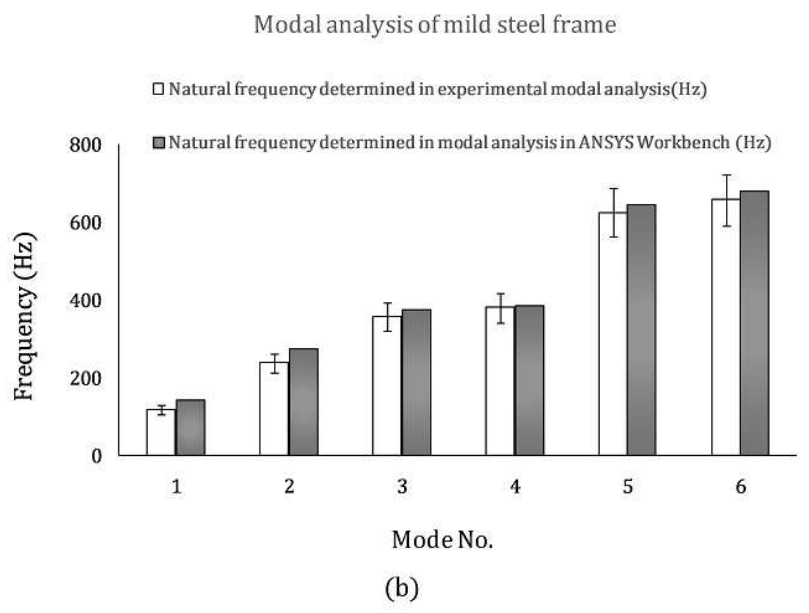 Modal analysis of mild steel frame
Natural frequency determined in experimental modal analysis(Hz)
Natural frequency determined in modal analysis in ANSYS Workbench (Hz)
800
600
400
200
0
Frequency (Hz)
1 2 3 4 5 6
Mode No.
(b)